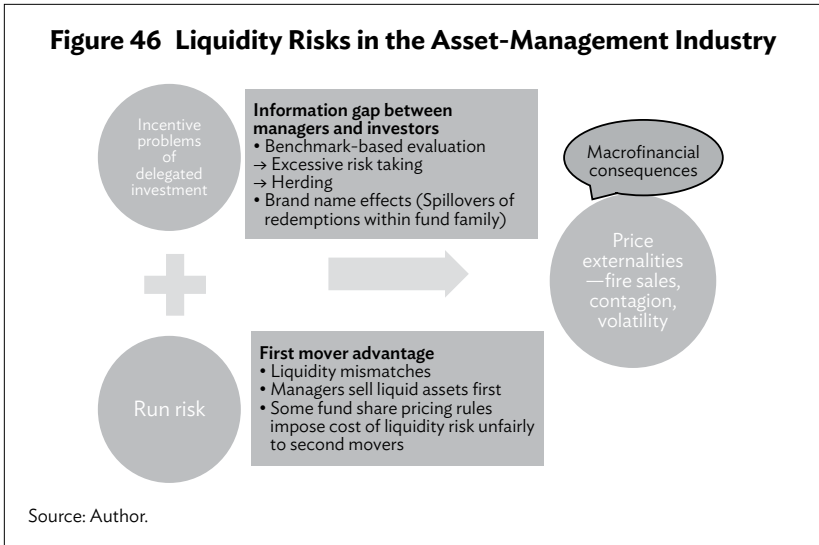 Figure 46  Liquidity Risks in the Asset-Management Industry
Incentive
problems
of
delegated
investment
Information gap between
managers and investors
• Benchmark-based evaluation
→ Excessive risk taking
→ Herding
• Brand name effects (Spillovers of
redemptions within fund family)
Macrofinancial
consequences
Price
externalities
—fire sales,
contagion,
volatility
Run risk
First mover advantage
• Liquidity mismatches
• Managers sell liquid assets first
• Some fund share pricing rules
impose cost of liquidity risk unfairly
to second movers
Source: Author.